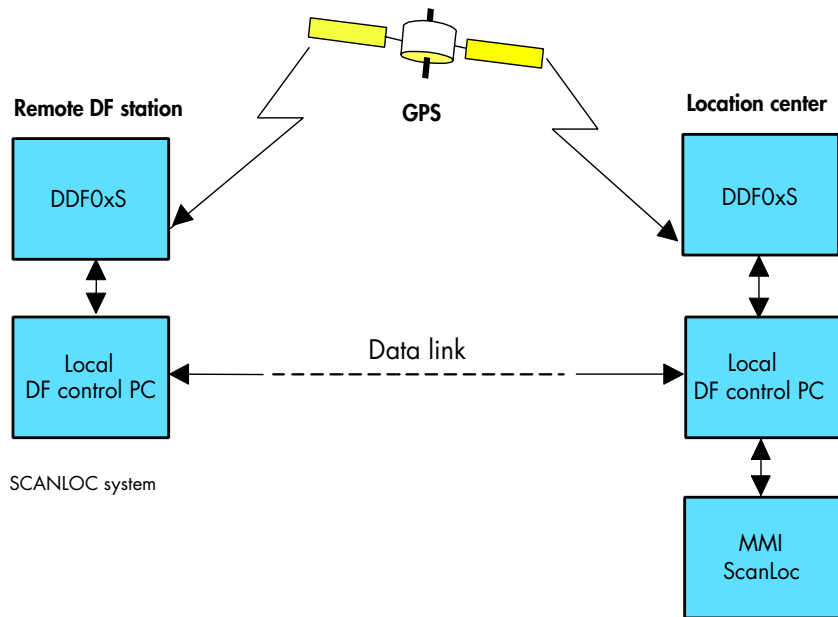 Remote DF station
GPS
Location center
DDF0xS
DDF0xS
Local
DF control PC
Data link
Local
DF control PC
SCANLOC system
MMI
ScanLoc